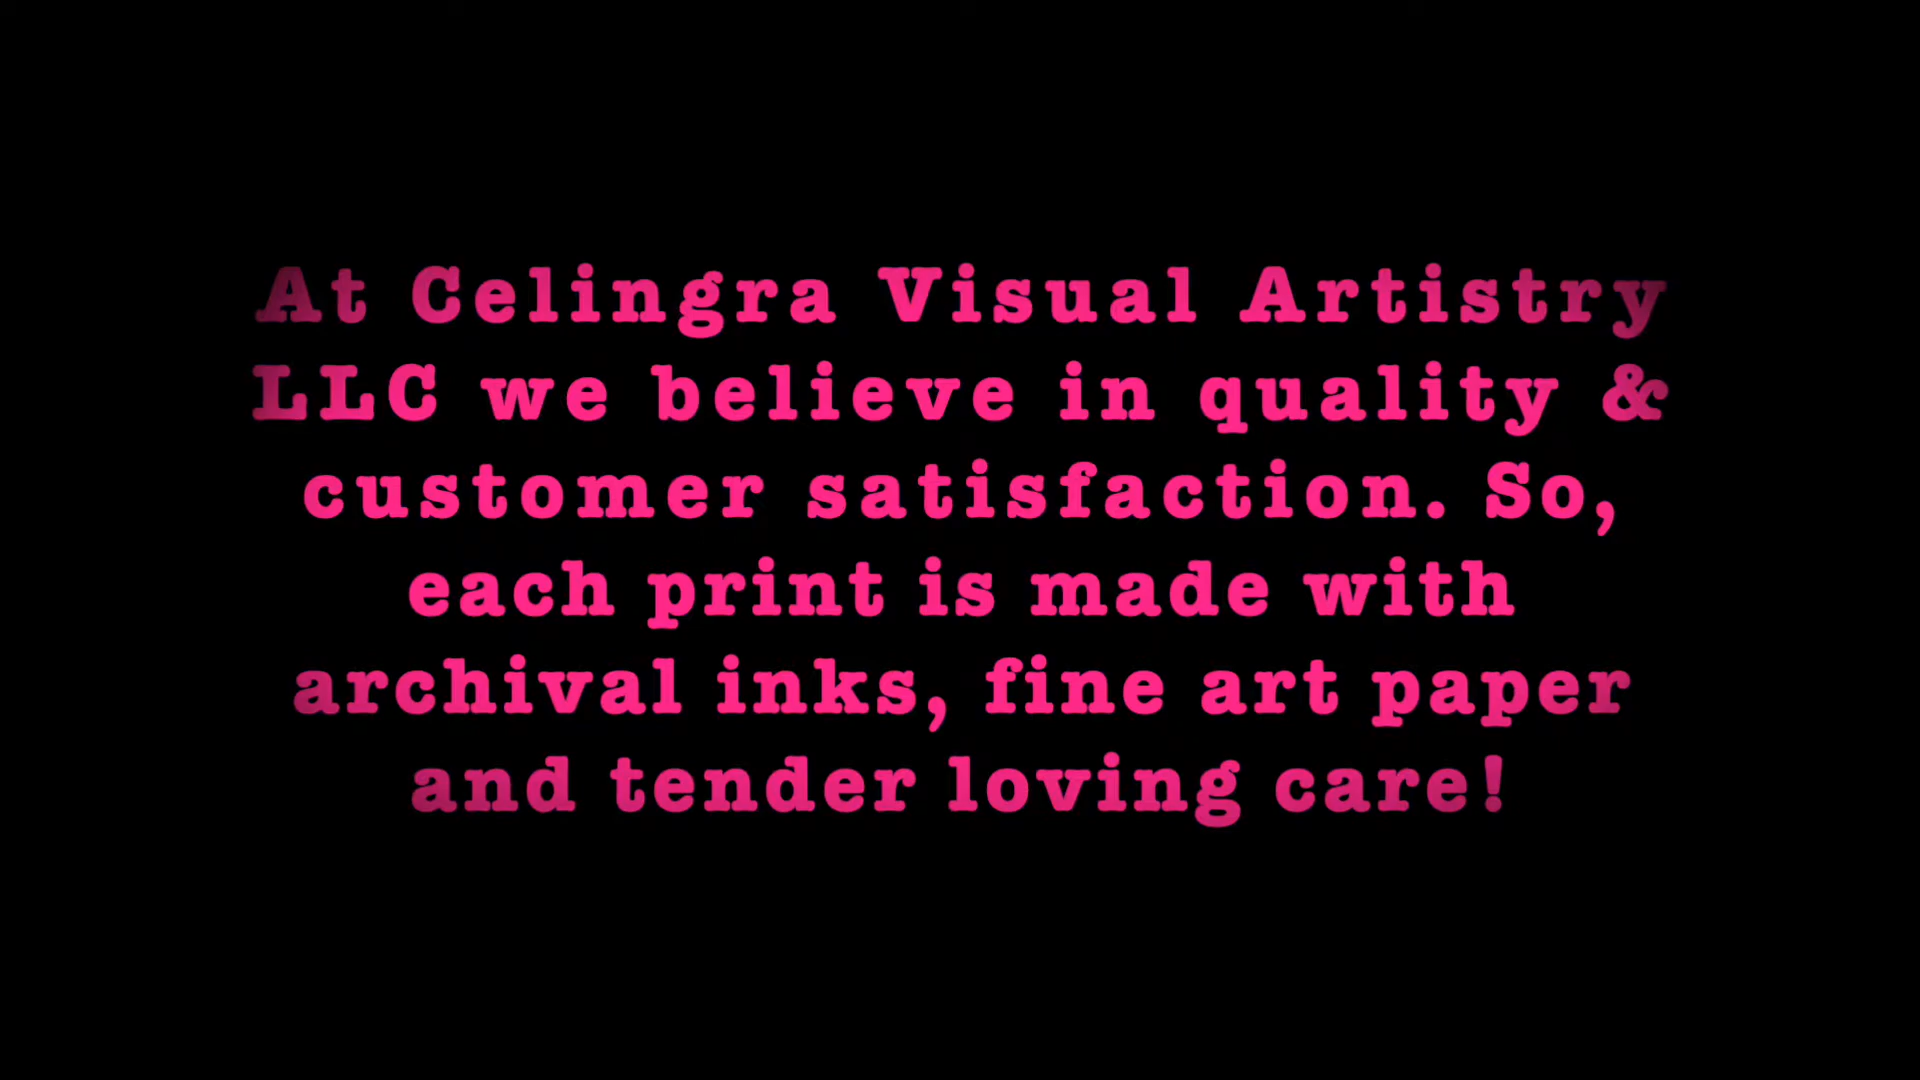 At Celingra Visual Artistry
LLC we believe in quality &
customer satisfaction. So,
each print is made with
archival inks, fine art paper
and tender loving care!